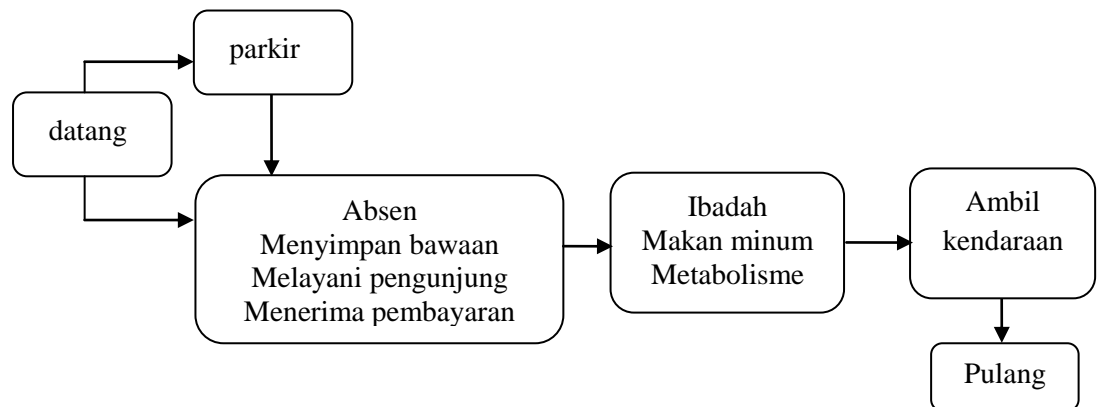 parkir
datang
Absen
Menyimpan bawaan
Melayani pengunjung
Menerima pembayaran
Ibadah
Makan minum
Metabolisme
Ambil
kendaraan
Pulang